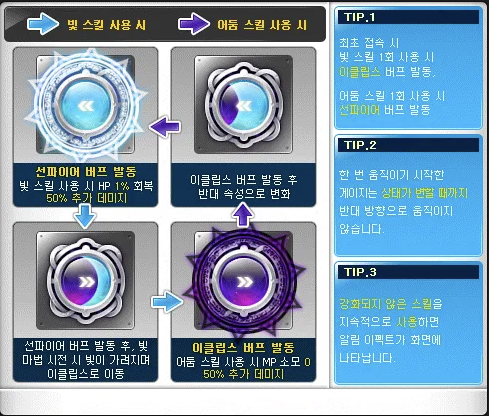 빛 스킬 사용 시
어둠 스킬 사용 시
선파이어 버프 발동
빛 스킬 사용 시 HP 1% 회복
50% 추가 데미지
이클립스 버프 발동 후
반대 속성으로 변화
선파이어 버프 발동 후, 빛
마법 시전 시 빛이 가려지며
이클립스로 이동
이클립스 버프 발동
어둠 스킬 사용 시 MP 소모 0
50% 추가 데미지
TIP.1
최초 접속 시
빛 스킬 1회 사용 시
이클립스 버프 발동.
어둠 스킬 1회 사용 시
선파이어 버프 발동
TIP.2
한 번 움직이기 시작한
게이지는 상태가 변할 때까지
반대 방향으로 움직이지
않습니다.
TIP.3
강화되지 않은 스킬을
지속적으로 사용하면
알림 이펙트가 화면에
나타납니다.